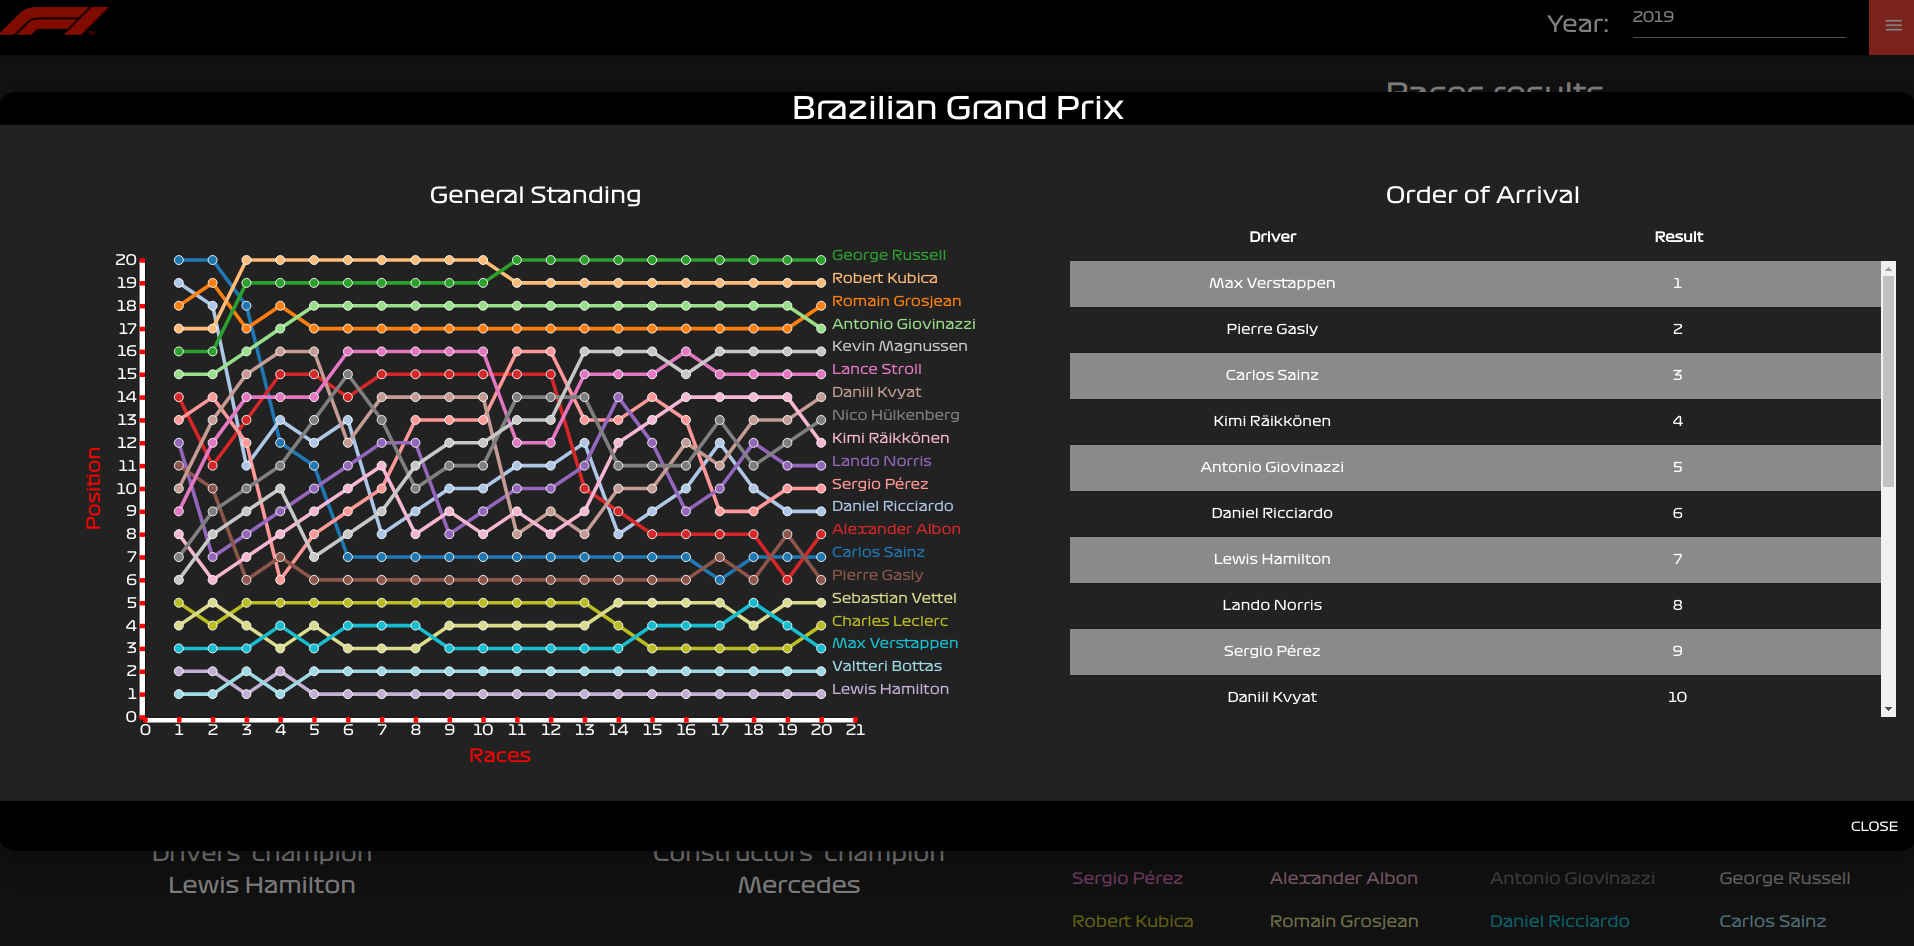 Year: 2019
Races results
Brazilian Grand Prix
General Standing
Order of Arrival
Driver Result
Max Verstappen 1
Pierre Gasly 2
Carlos Sainz 3
Kimi Räikkönen 4
Antonio Giovinazzi 5
Daniel Ricciardo 6
Lewis Hamilton 7
Lando Norris 8
Sergio Pérez 9
Daniil Kvyat 10
Position
20
19
18
17
16
15
14
13
12
11
10
9
8
7
6
5
4
3
2
1
0
George Russell
Robert Kubica
Romain Grosjean
Antonio Giovinazzi
Kevin Magnussen
Lance Stroll
Daniil Kvyat
Nico Hülkenberg
Kimi Räikkönen
Lando Norris
Sergio Pérez
Daniel Ricciardo
Alexander Albon
Carlos Sainz
Pierre Gasly
Sebastian Vettel
Charles Leclerc
Max Verstappen
Valtteri Bottas
Lewis Hamilton
0 1 2 3 4 5 6 7 8 9 10 11 12 13 14 15 16 17 18 19 20 21
Races
CLOSE
Drivers' champion
Lewis Hamilton
Constructors' champion
Mercedes
Sergio Pérez Alexander Albon Antonio Giovinazzi George Russell
Robert Kubica Romain Grosjean Daniel Ricciardo Carlos Sainz